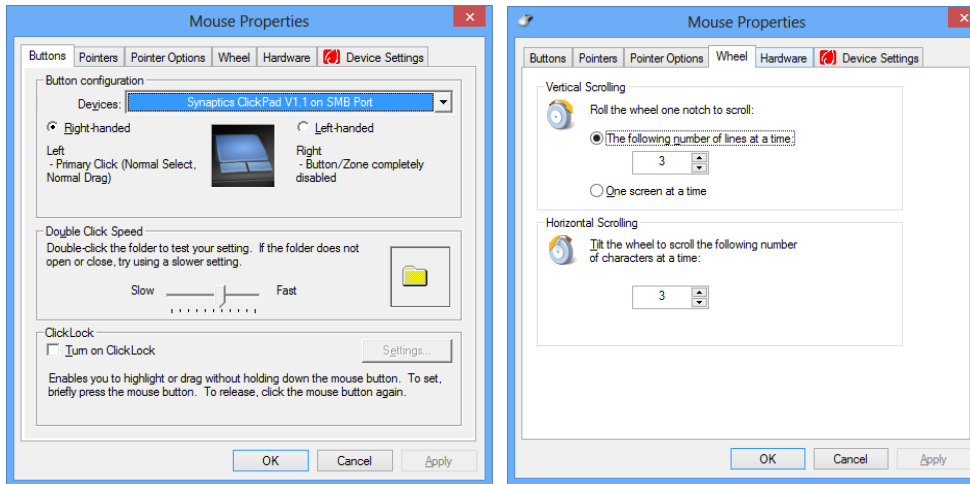 Mouse Properties
Buttons Pointers Pointer Options Wheel Hardware Device Settings
Button configuration
Devices: Synaptics ClickPad V1.1 on SMB Port
Right-handed
Left-handed
Left
- Primary Click (Normal Select,
Normal Drag)
Right
- Button/Zone completely
disabled
Double Click Speed
Double-click the folder to test your setting. If the folder does not
open or close, try using a slower setting.
Slow Fast
ClickLock
Turn on ClickLock
Settings...
Enables you to highlight or drag without holding down the mouse button. To set,
briefly press the mouse button. To release, click the mouse button again.
OK Cancel Apply
Mouse Properties
Buttons Pointers Pointer Options Wheel Hardware Device Settings
Vertical Scrolling
Roll the wheel one notch to scroll:
The following number of lines at a time:
3
One screen at a time
Horizontal Scrolling
Tilt the wheel to scroll the following number
of characters at a time:
3
OK Cancel Apply